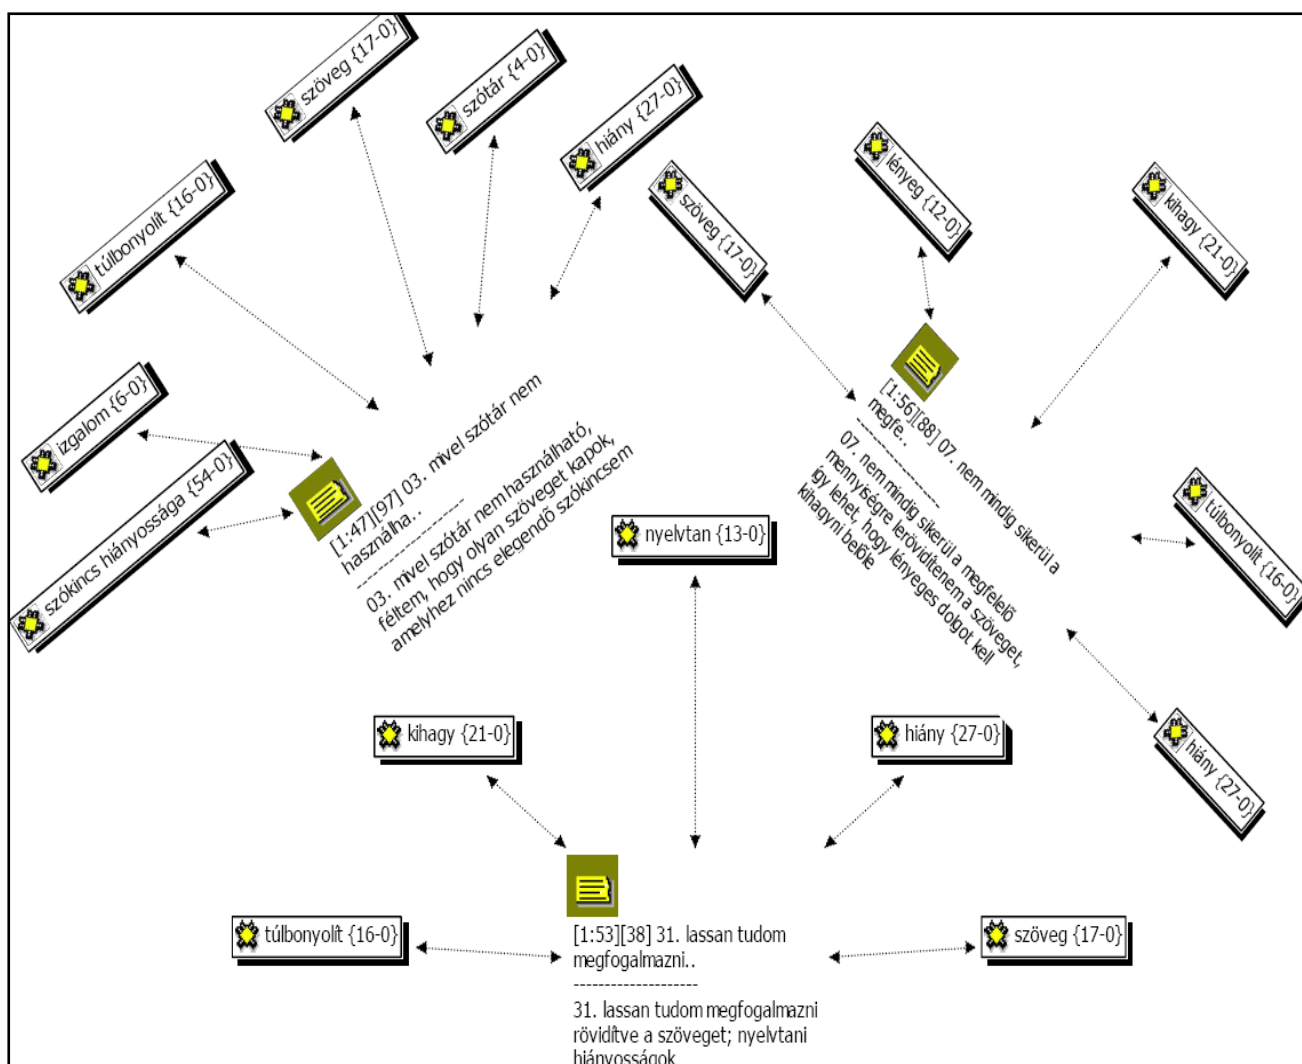 szöveg {17-0}
szótár {4-0}
hiány {27-0}
túlbonyolít {16-0}
izgalom {6-0}
szókincs hiányossága {54-0}
[1:47][97] 03. mivel szótár nem
használha..
--------------------
03. mivel szótár nem használható,
féltem, hogy olyan szöveget kapok,
amelyhez nincs elegendő szókincsem
szöveg {17-0}
lényeg {12-0}
kihagy {21-0}
túlbonyolít {16-0}
hiány {27-0}
[1:56][88] 07. nem mindig sikerül a
megfe..
--------------------
07. nem mindig sikerül a megfelelő
mennyiségre lerövidítenem a szöveget,
így lehet, hogy lényeges dolgot kell
kihagyni belőle
nyelvtan {13-0}
kihagy {21-0}
hiány {27-0}
túlbonyolít {16-0}
szöveg {17-0}
[1:53][38] 31. lassan tudom
megfogalmazni..
--------------------
31. lassan tudom megfogalmazni
rövidítve a szöveget; nyelvtani
hiányosságok